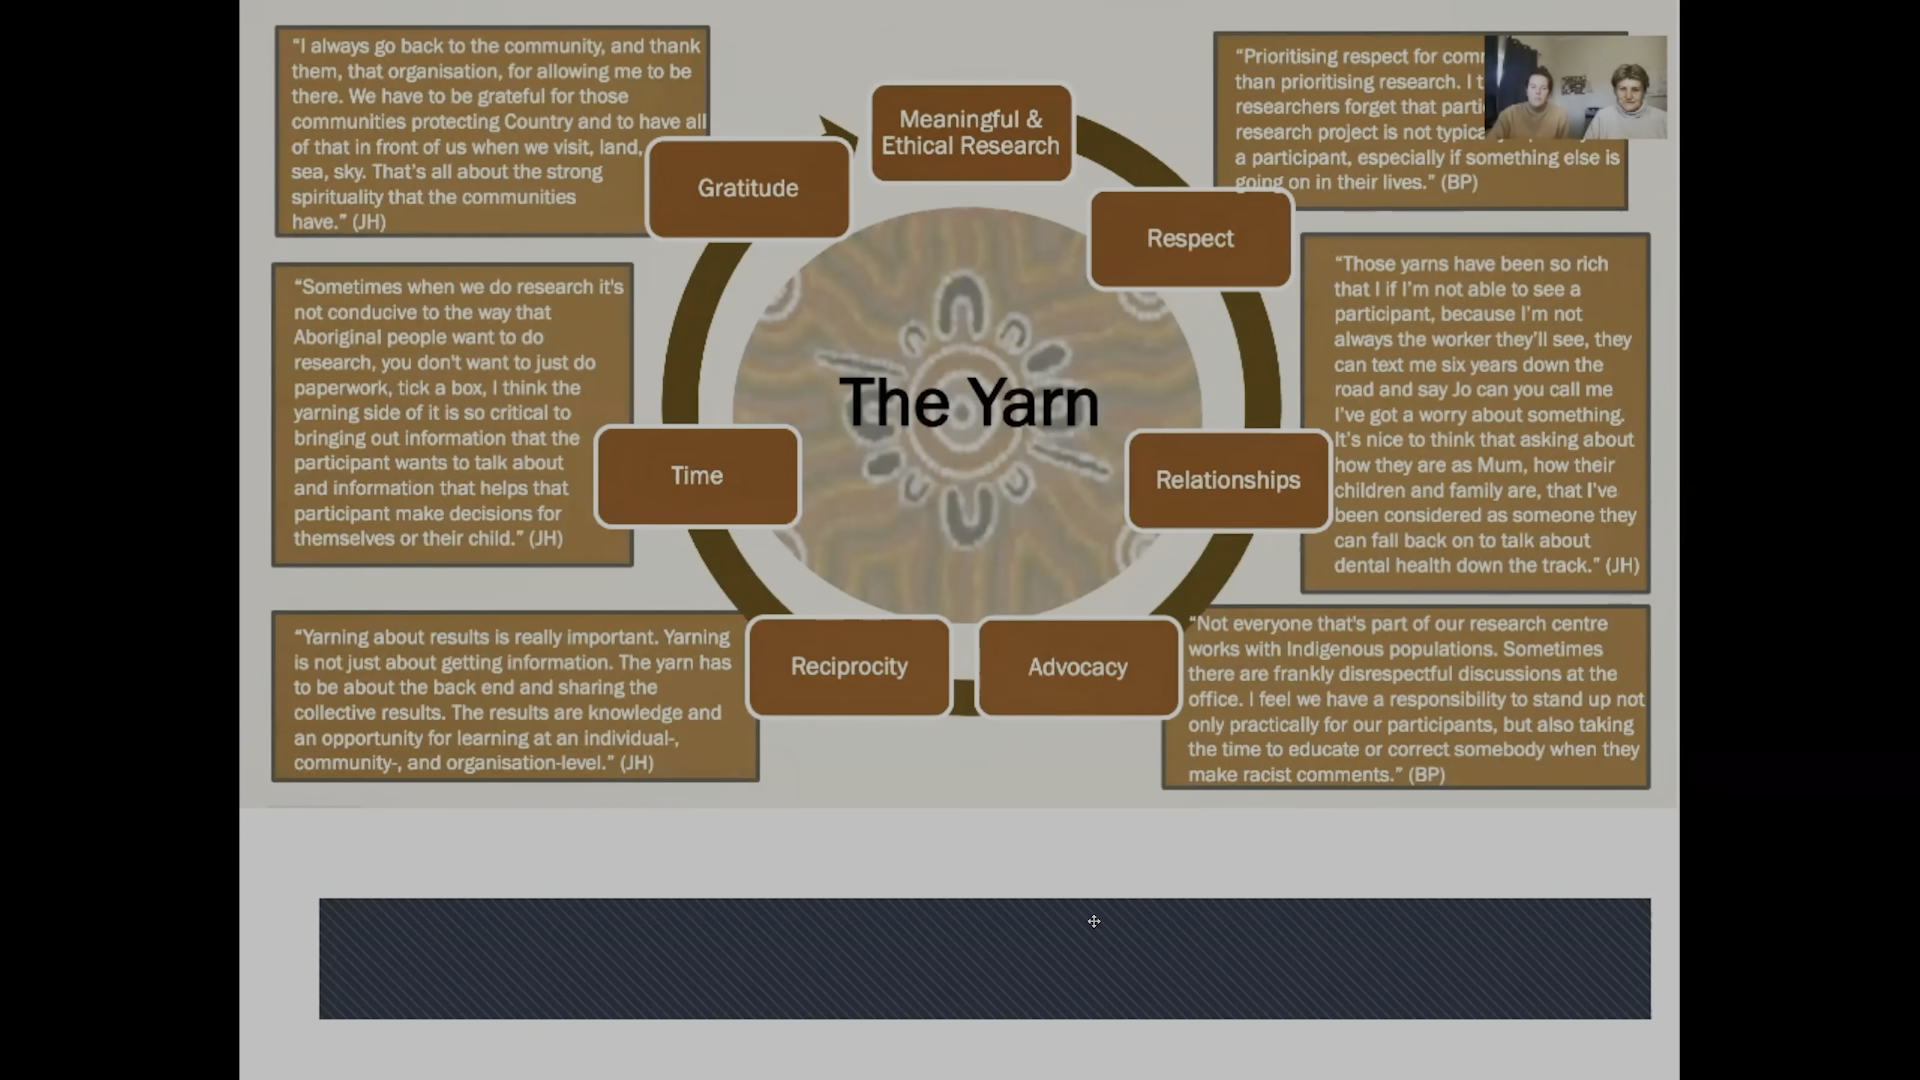 “I always go back to the community, and thank
them, that organisation, for allowing me to be
there. We have to be grateful for those
communities protecting Country and to have all
of that in front of us when we visit, land,
sea, sky. That’s all about the strong
spirituality that the communities
have.” (JH)
Gratitude
Meaningful &
Ethical Research
“Prioritising respect for
than prioritising research. I
researchers forget that
research project is not
a participant, especially if something else is
going on in their lives.” (BP)
Respect
“Sometimes when we do research it's
not conducive to the way that
Aboriginal people want to do
research, you don't want to just do
paperwork, tick a box, I think the
yarning side of it is so critical to
bringing out information that the
participant wants to talk about
and information that helps that
participant make decisions for
themselves or their child.” (JH)
Time
The Yarn
Relationships
“Those yarns have been so rich
that I if I’m not able to see a
participant, because I’m not
always the worker they’ll see, they
can text me six years down the
road and say Jo can you call me
I’ve got a worry about something.
It’s nice to think that asking about
how they are as Mum, how their
children and family are, that I’ve
been considered as someone they
can fall back on to talk about
dental health down the track.” (JH)
“Yarning about results is really important. Yarning
is not just about getting information. The yarn has
to be about the back end and sharing the
collective results. The results are knowledge and
an opportunity for learning at an individual-,
community-, and organisation-level.” (JH)
Reciprocity
Advocacy
“Not everyone that's part of our research centre
works with Indigenous populations. Sometimes
there are frankly disrespectful discussions at the
office. I feel we have a responsibility to stand up not
only practically for our participants, but also taking
the time to educate or correct somebody when they
make racist comments.” (BP)